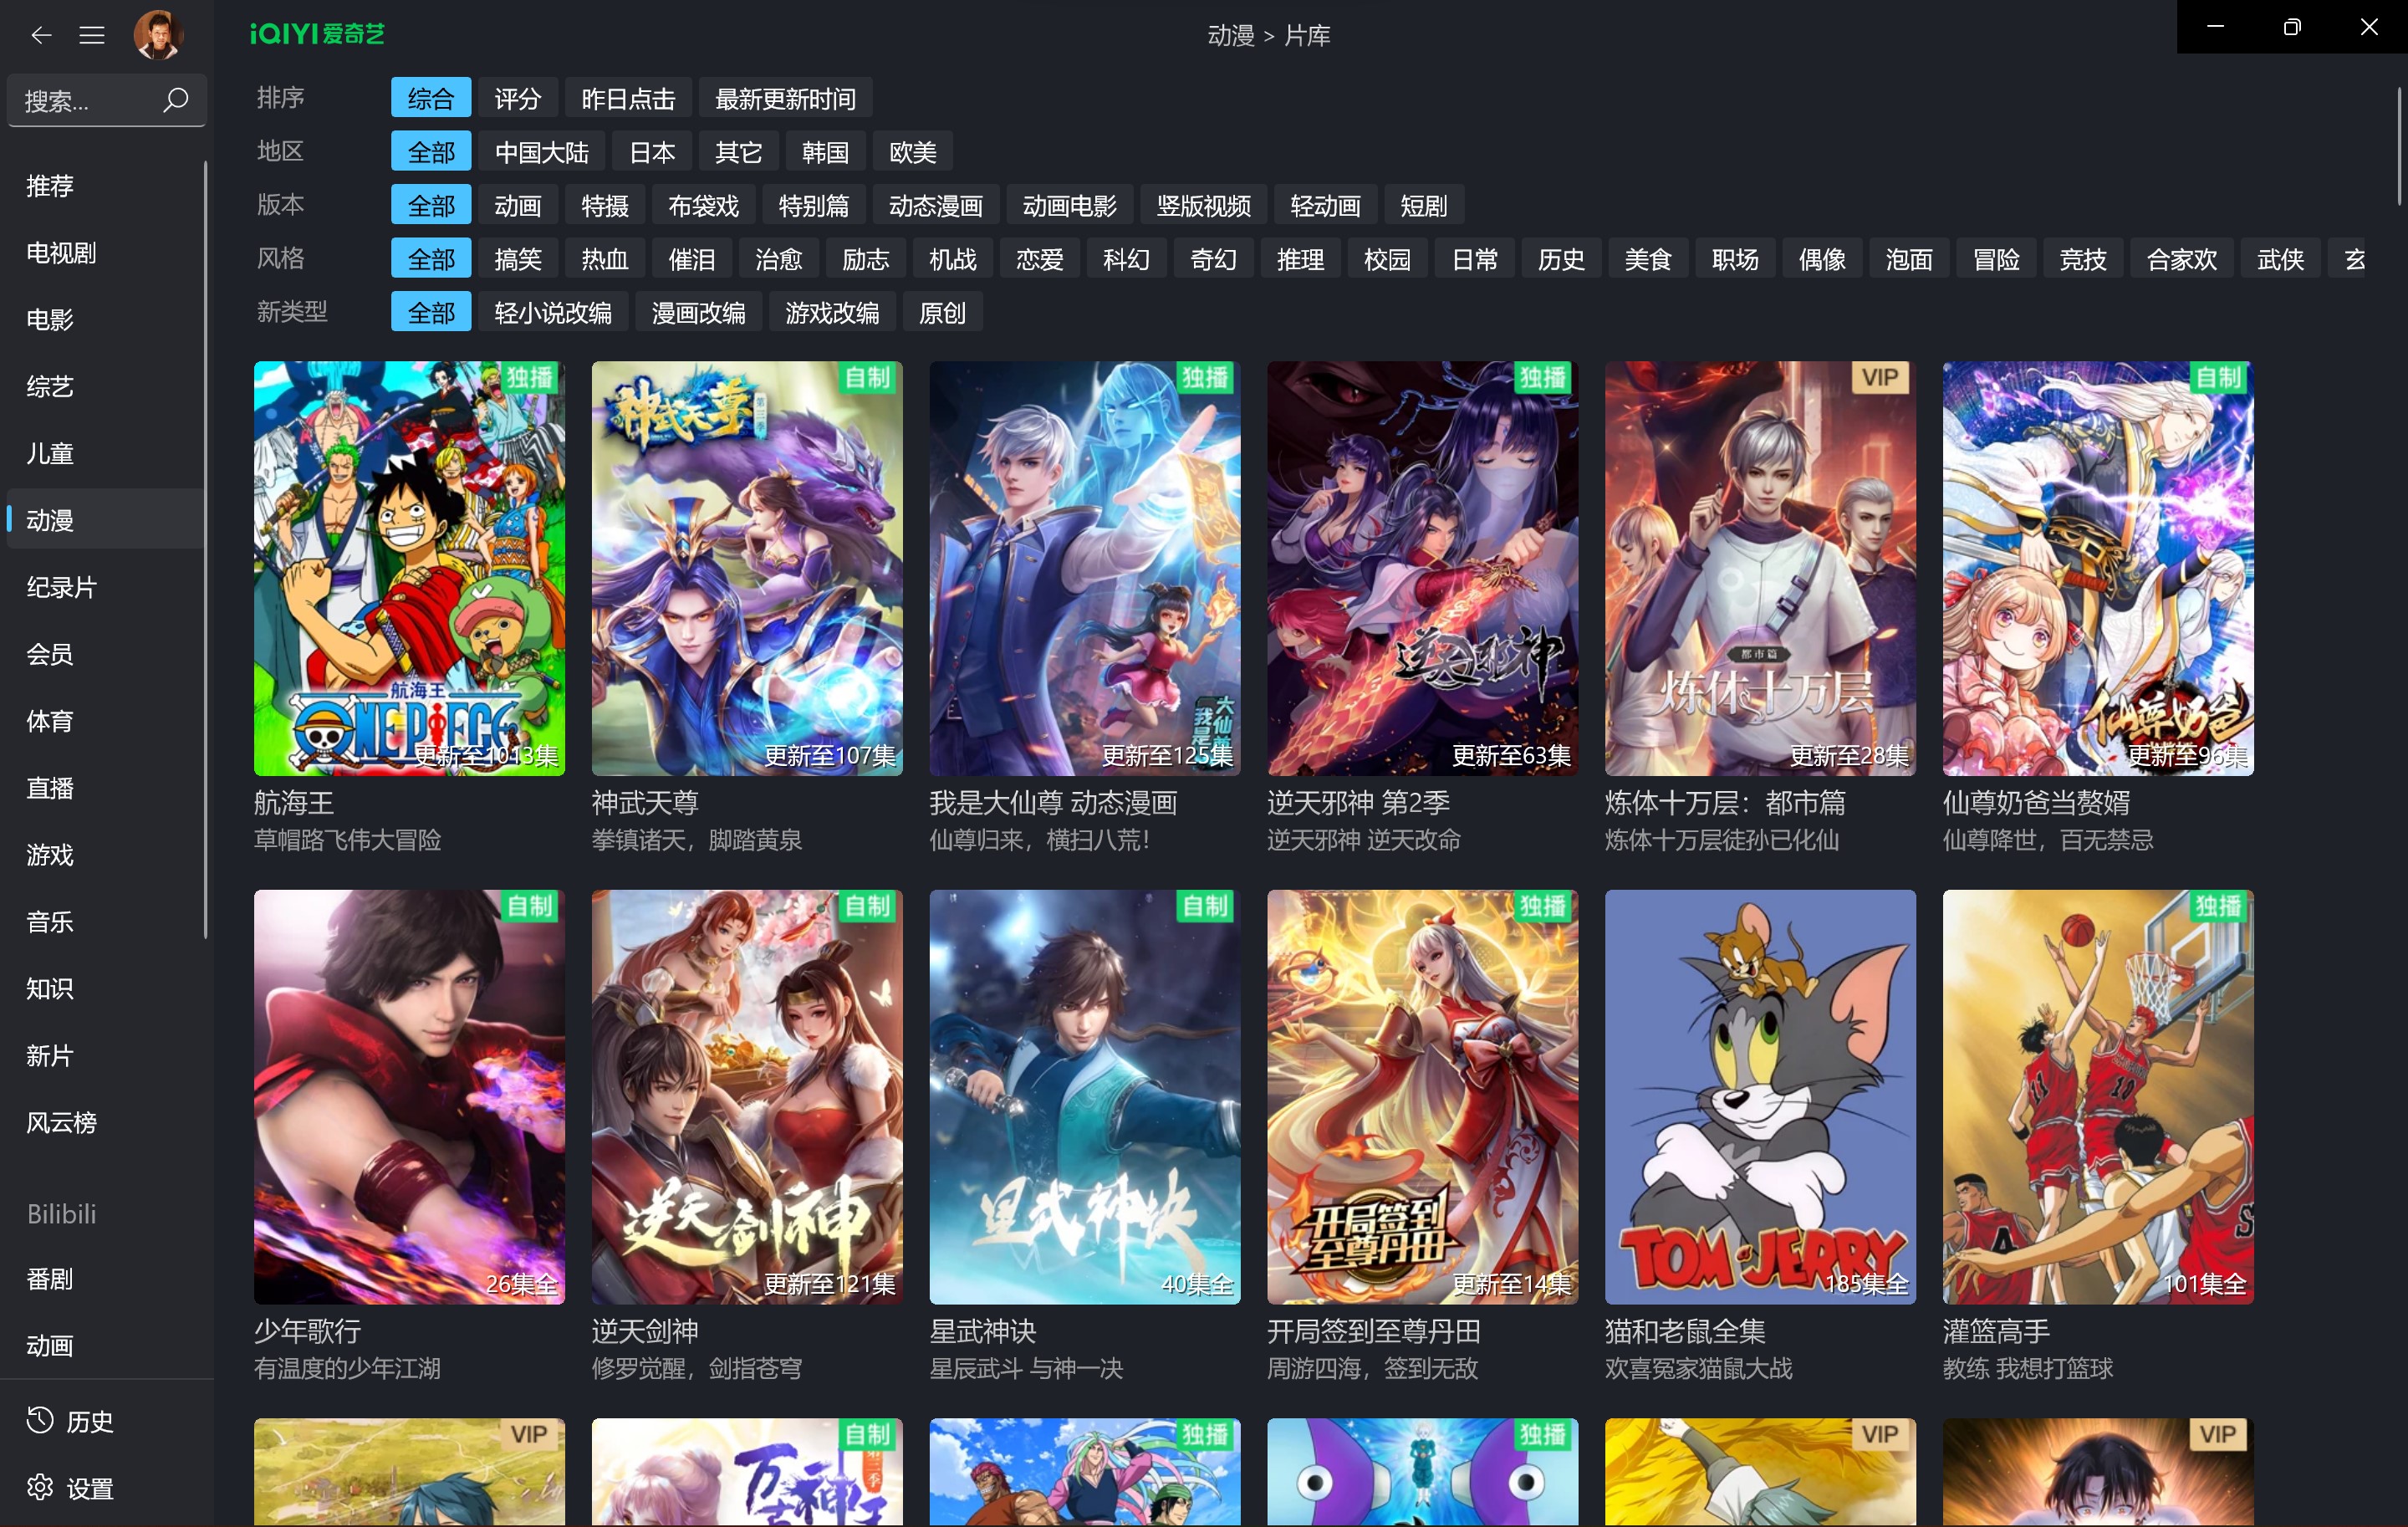 iQIYI 爱奇艺
动漫 > 片库
搜索...
推荐
电视剧
电影
综艺
儿童
动漫
纪录片
会员
体育
直播
游戏
音乐
知识
新片
风云榜
Bilibili
番剧
动画
历史
设置
排序 综合 评分 昨日点击 最新更新时间
地区 全部 中国大陆 日本 其它 韩国 欧美
版本 全部 动画 特摄 布袋戏 特别篇 动态漫画 动画电影 竖版视频 轻动画 短剧
风格 全部 搞笑 热血 催泪 治愈 励志 机战 恋爱 科幻 奇幻 推理 校园 日常 历史 美食 职场 偶像 泡面 冒险 竞技 合家欢 武侠 玄
新类型 全部 轻小说改编 漫画改编 游戏改编 原创
独播
航海王
ONE PIECE
更新至1013集
航海王
草帽路飞伟大冒险
自制
神武天尊
第三季
更新至107集
神武天尊
拳镇诸天，脚踏黄泉
独播
我是
大仙尊
更新至125集
我是大仙尊 动态漫画
仙尊归来，横扫八荒！
独播
逆天邪神
更新至63集
逆天邪神 第2季
逆天邪神 逆天改命
VIP
都市篇
炼体十万层
更新至28集
炼体十万层：都市篇
炼体十万层徒孙已化仙
自制
仙尊奶爸
更新至96集
仙尊奶爸当赘婿
仙尊降世，百无禁忌
自制
26集全
少年歌行
有温度的少年江湖
自制
逆天剑神
更新至121集
逆天剑神
修罗觉醒，剑指苍穹
自制
星武神诀
40集全
星武神诀
星辰武斗 与神一决
独播
开局签到
至尊丹田
更新至14集
开局签到至尊丹田
周游四海，签到无敌
TOM & JERRY
185集全
猫和老鼠全集
欢喜冤家猫鼠大战
独播
11
10
4
S
101集全
灌篮高手
教练 我想打篮球
VIP
自制
万神
第三季
独播
独播
VIP
VIP